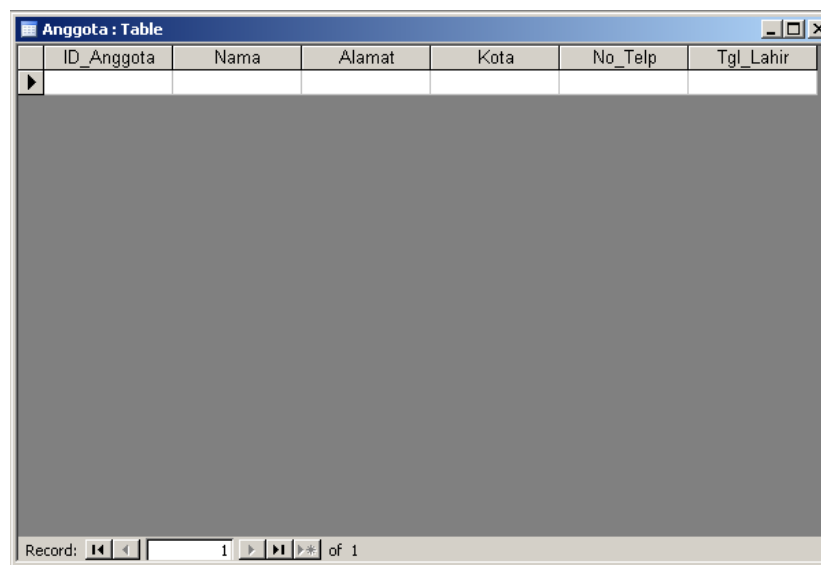 Anggota : Table
ID_Anggota Nama Alamat Kota No_Telp Tgl_Lahir
Record: 1 of 1